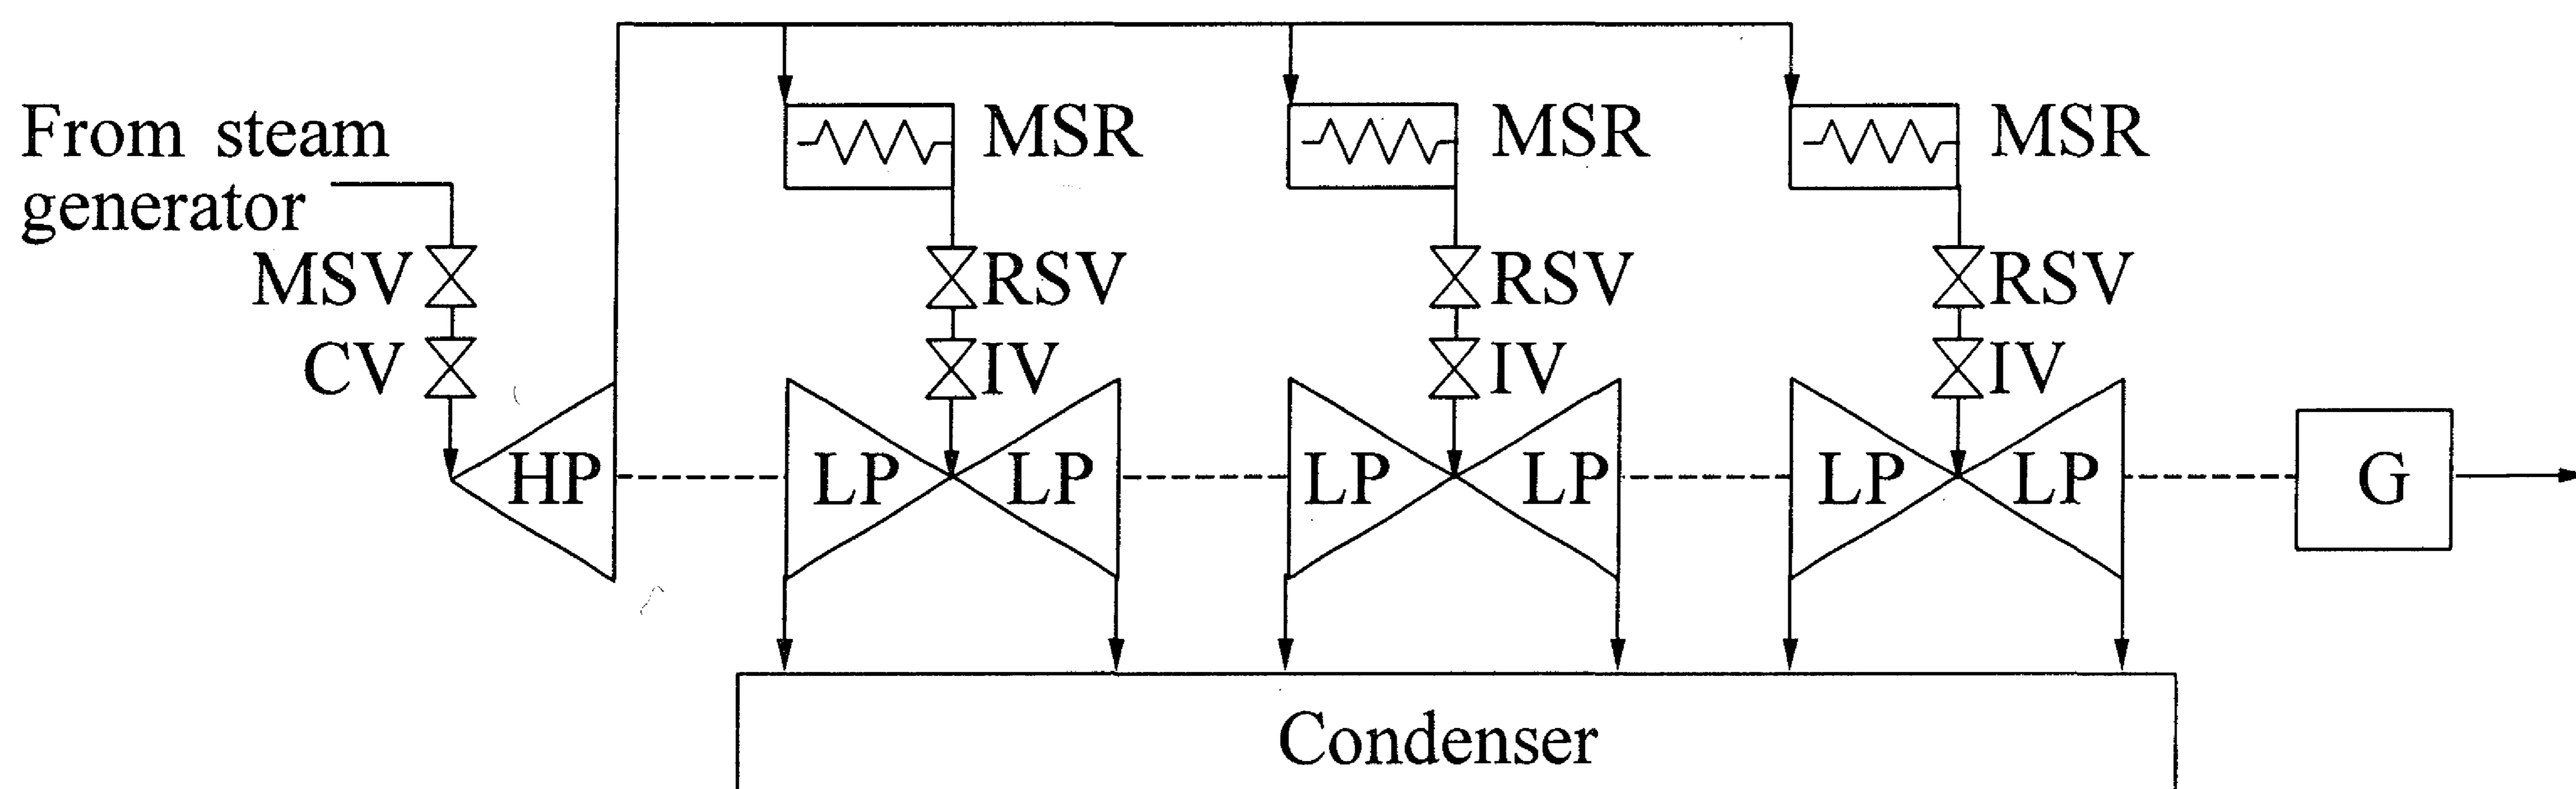 From steam
generator
MSR
MSR
MSR
MSV
RSV
RSV
RSV
CV
IV
IV
IV
HP
LP
LP
LP
LP
LP
LP
G
Condenser